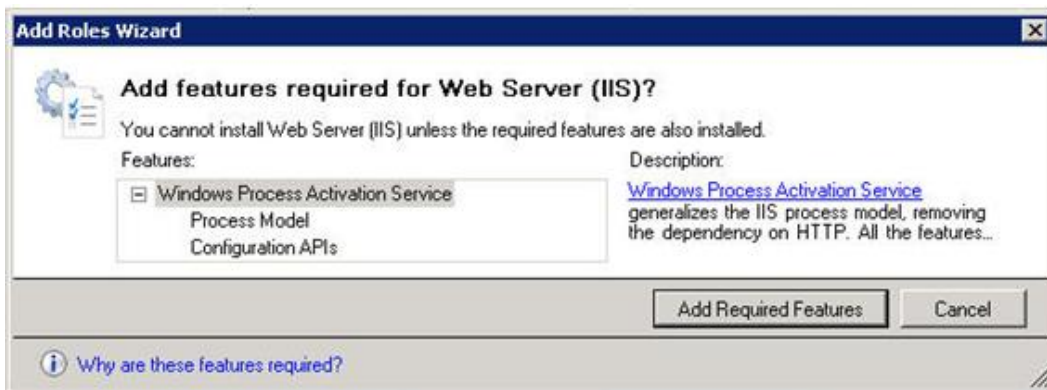 Add Roles Wizard
Add features required for Web Server (IIS)?
You cannot install Web Server (IIS) unless the required features are also installed.
Features:
Windows Process Activation Service
Process Model
Configuration APIs
Description:
Windows Process Activation Service
generalizes the IIS process model, removing
the dependency on HTTP. All the features...
Add Required Features
Cancel
Why are these features required?